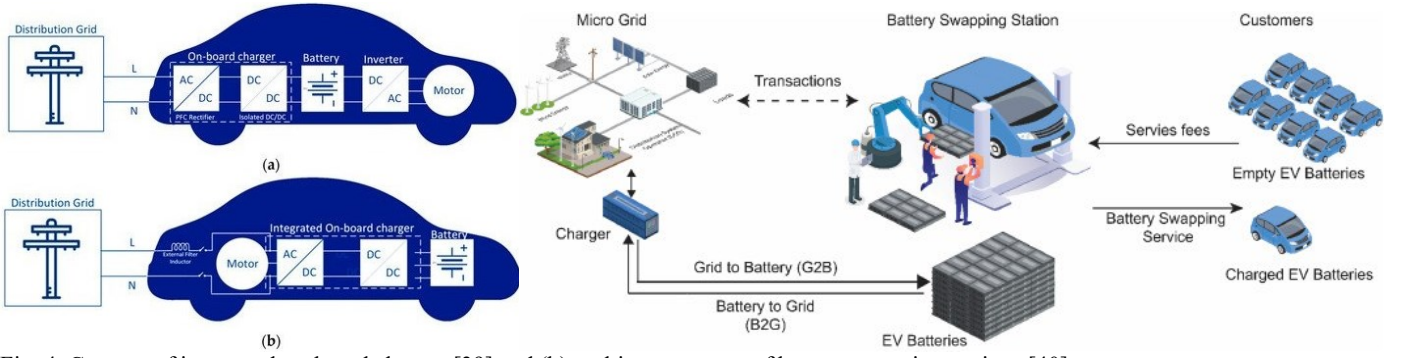 Distribution Grid
L
N
On-board charger
AC
DC
PFC Rectifier
DC
DC
Isolated DC/DC
Battery
+
-
Inverter
DC
AC
Motor
(a)
Distribution Grid
L
N
External Filter
Inductor
Motor
Integrated On-board charger
AC
DC
DC
DC
Battery
+
-
(b)
Micro Grid
Loads
Transactions
Battery Swapping Station
Customers
Servies fees
Empty EV Batteries
Battery Swapping
Service
Charged EV Batteries
Charger
Grid to Battery (G2B)
Battery to Grid
(B2G)
EV Batteries